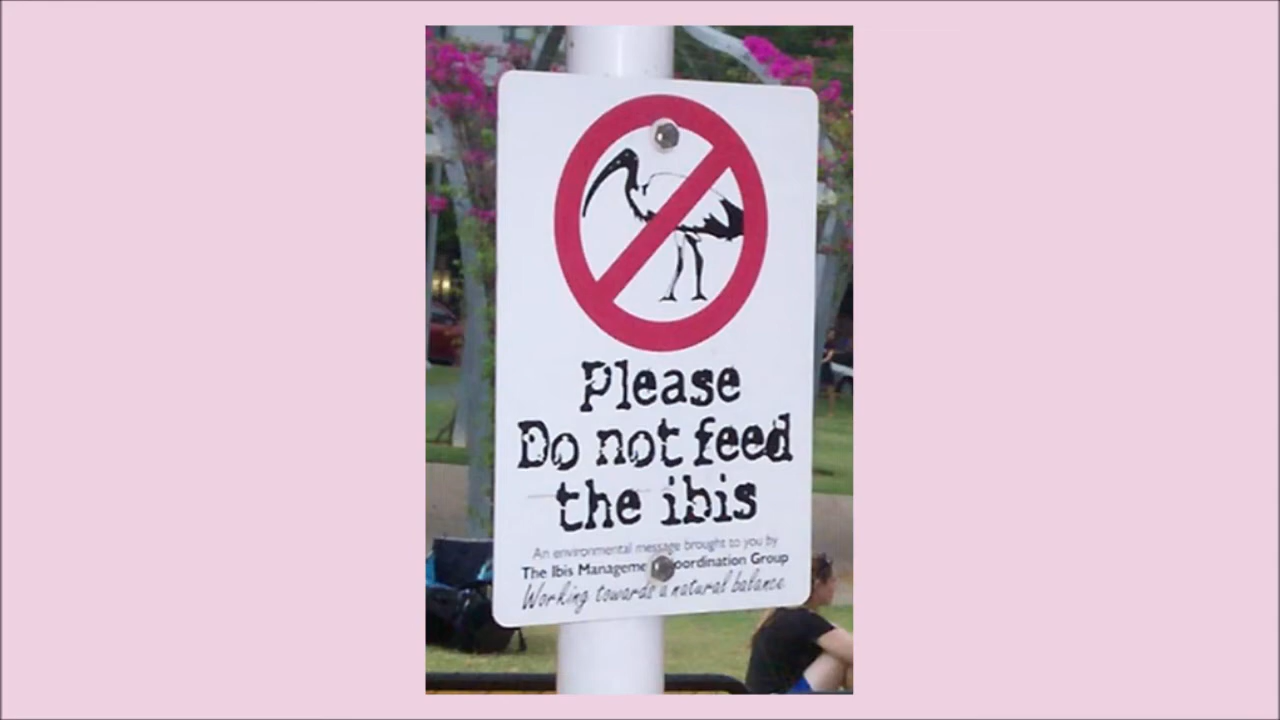 Please
Do not feed
the ibis
An environmental message brought to you by
The Ibis Manageme oordination Group
Working towards a natural balance